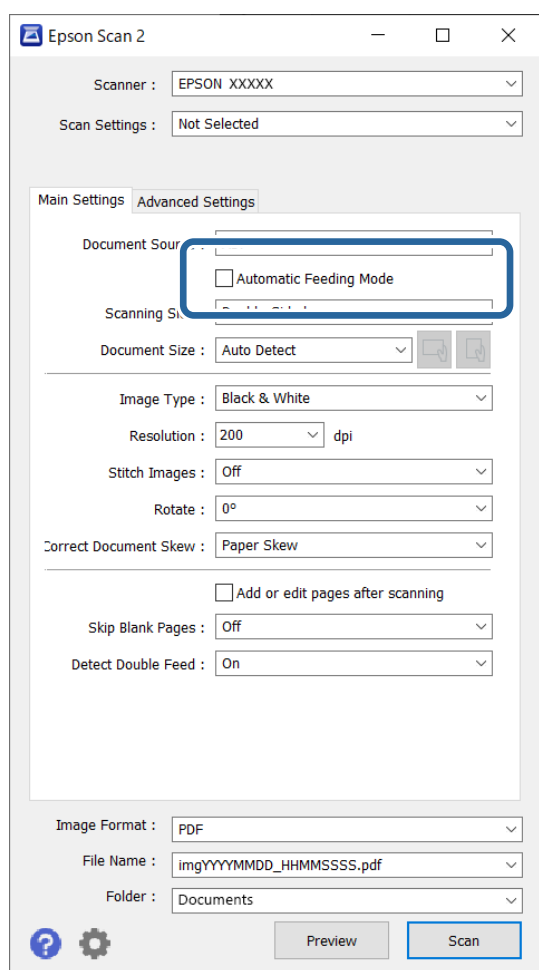 Epson Scan 2
Scanner : EPSON XXXXX
Scan Settings : Not Selected
Main Settings Advanced Settings
Document
Automatic Feeding Mode
Scanning
Document Size : Auto Detect
Image Type : Black & White
Resolution : 200 dpi
Stitch Images : Off
Rotate : 0°
Correct Document Skew : Paper Skew
Add or edit pages after scanning
Skip Blank Pages : Off
Detect Double Feed : On
Image Format : PDF
File Name : imgYYYYMMDD_HHMMSSSS.pdf
Folder : Documents
? Preview Scan